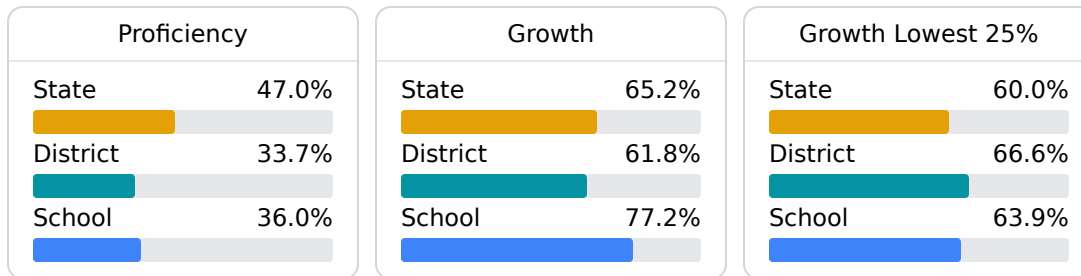 Proficiency
State 47.0%
District 33.7%
School 36.0%
Growth
State 65.2%
District 61.8%
School 77.2%
Growth Lowest 25%
State 60.0%
District 66.6%
School 63.9%